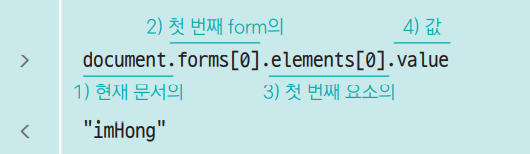 2) 첫 번째 form의 4) 값
> document.forms[0].elements[0].value
1) 현재 문서의 3) 첫 번째 요소의
< "imHong"